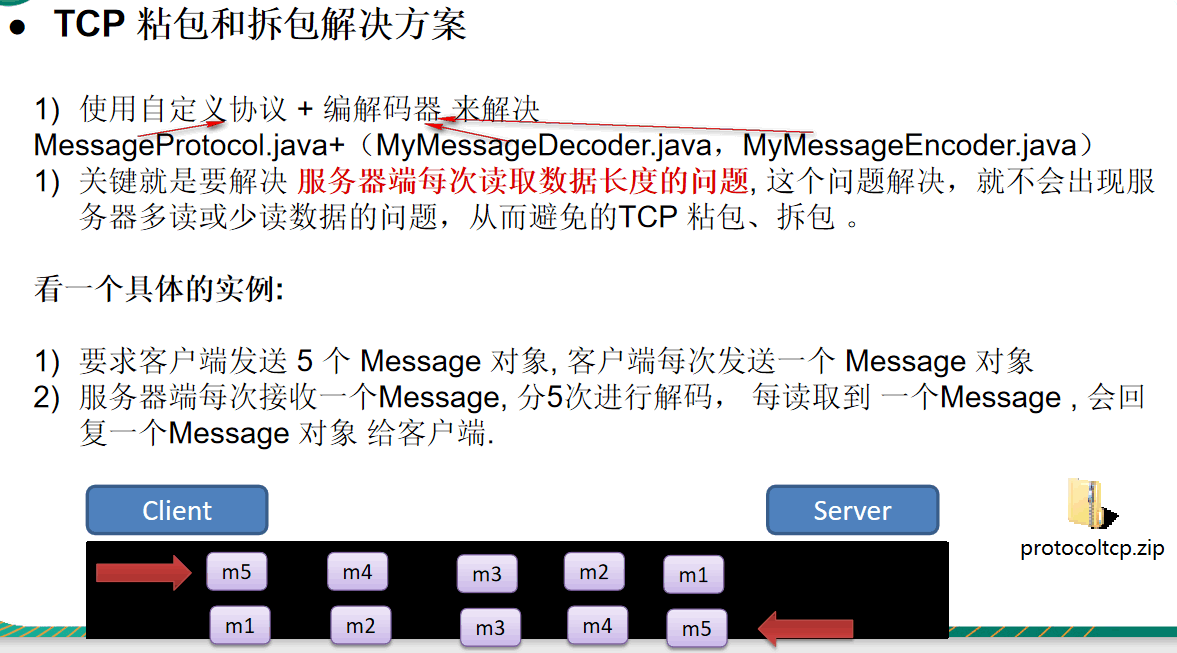 ● TCP 粘包和拆包解决方案
1) 使用自定义协议 + 编解码器 来解决
MessageProtocol.java+（MyMessageDecoder.java，MyMessageEncoder.java）
1) 关键就是要解决 服务器端每次读取数据长度的问题, 这个问题解决，就不会出现服
务器多读或少读数据的问题，从而避免的TCP 粘包、拆包 。
看一个具体的实例:
1) 要求客户端发送 5 个 Message 对象, 客户端每次发送一个 Message 对象
2) 服务器端每次接收一个Message, 分5次进行解码， 每读取到 一个Message , 会回
复一个Message 对象 给客户端.
Client
Server
protocoltcp.zip
m5 m4 m3 m2 m1
m1 m2 m3 m4 m5